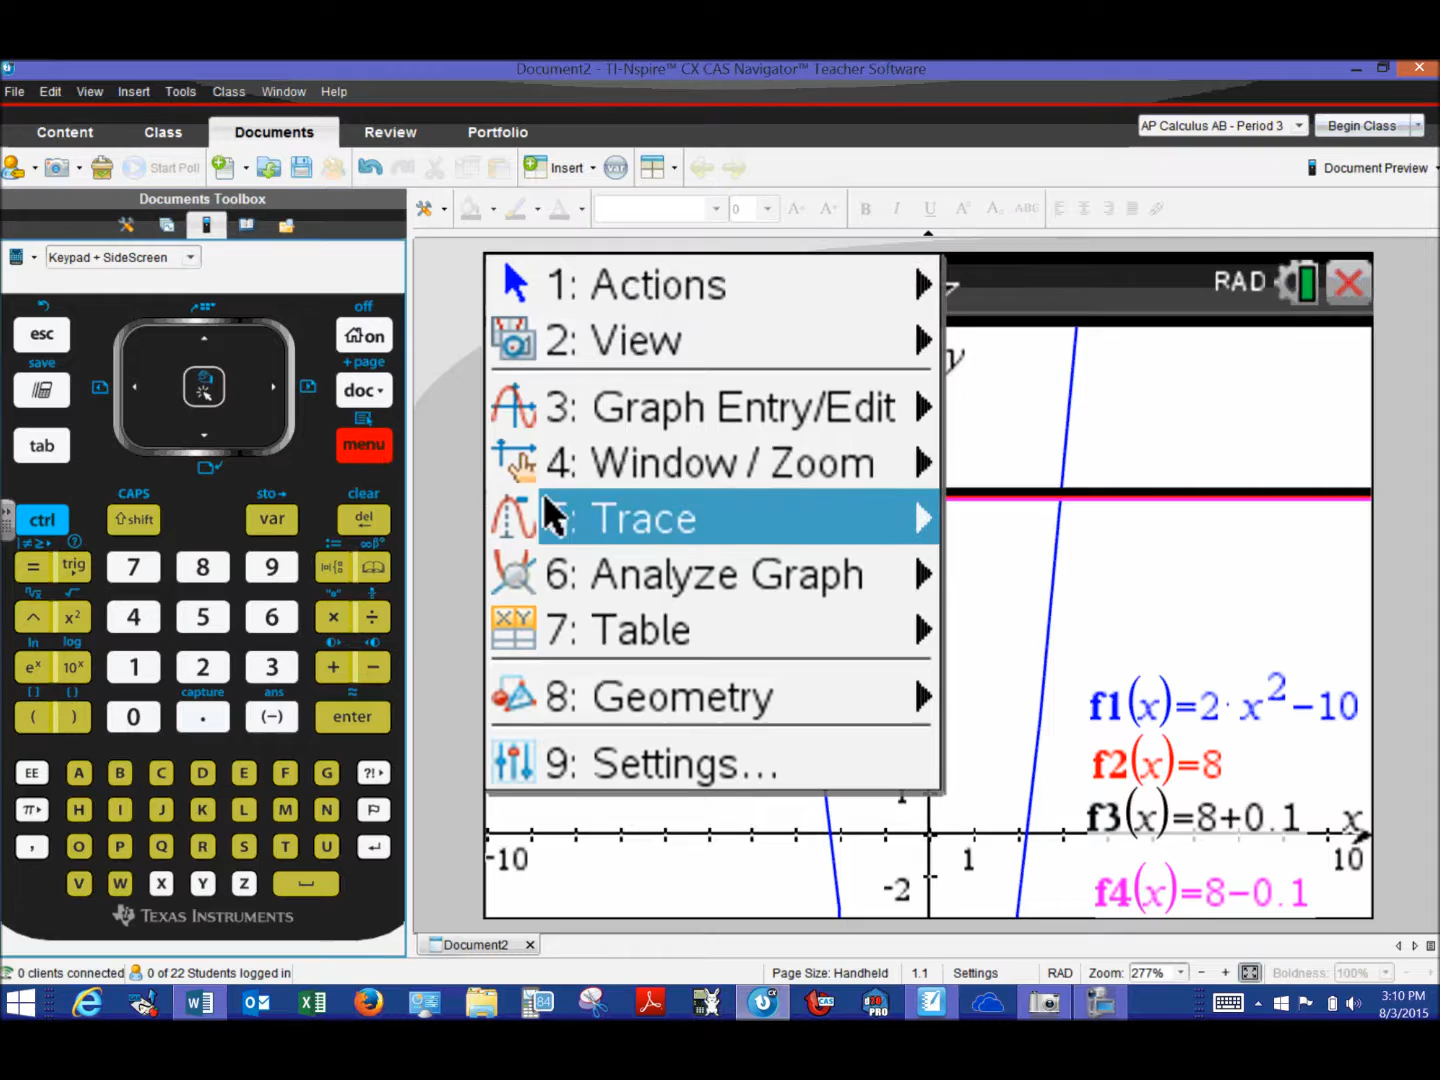 Document2 - TI-Nspire™ CX CAS Navigator™ Teacher Software
File Edit View Insert Tools Class Window Help
Content Class Documents Review Portfolio
AP Calculus AB - Period 3 Begin Class
Start Poll Insert var Document Preview
Documents Toolbox
0 A+ A- B I U ABC
Keypad + SideScreen
off
esc on
save + page
doc
tab menu
CAPS sto→ clear
ctrl shift var del
= trig 7 8 9
^ x² 4 5 6 × ÷
ln log
eˣ 10ˣ 1 2 3 + −
[ ] { } capture ans ≈
( ) 0 . (−) enter
EE A B C D E F G ?!▸
π▸ H I J K L M N
, O P Q R S T U
V W X Y Z
TEXAS INSTRUMENTS
1: Actions
2: View
3: Graph Entry/Edit
4: Window / Zoom
Trace
6: Analyze Graph
7: Table
8: Geometry
9: Settings...
RAD
y
f1(x)=2·x²−10
f2(x)=8
f3(x)=8+0.1 x
f4(x)=8−0.1
1
-10 1 10
-2
Document2
0 clients connected 0 of 22 Students logged in
Page Size: Handheld 1.1 Settings RAD Zoom: 277% − + Boldness: 100%
3:10 PM
8/3/2015